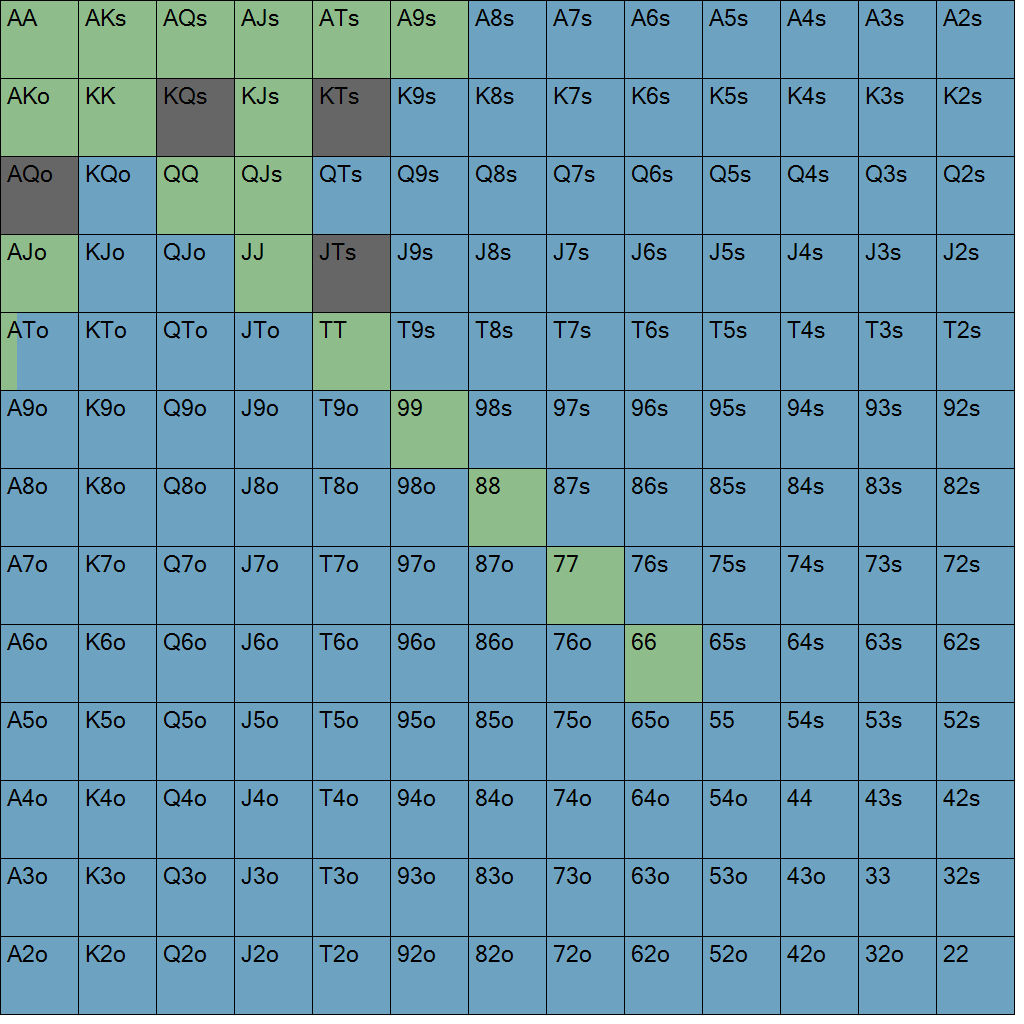 AA AKs AQs AJs ATs A9s A8s A7s A6s A5s A4s A3s A2s
AKo KK KQs KJs KTs K9s K8s K7s K6s K5s K4s K3s K2s
AQo KQo QQ QJs QTs Q9s Q8s Q7s Q6s Q5s Q4s Q3s Q2s
AJo KJo QJo JJ JTs J9s J8s J7s J6s J5s J4s J3s J2s
ATo KTo QTo JTo TT T9s T8s T7s T6s T5s T4s T3s T2s
A9o K9o Q9o J9o T9o 99 98s 97s 96s 95s 94s 93s 92s
A8o K8o Q8o J8o T8o 98o 88 87s 86s 85s 84s 83s 82s
A7o K7o Q7o J7o T7o 97o 87o 77 76s 75s 74s 73s 72s
A6o K6o Q6o J6o T6o 96o 86o 76o 66 65s 64s 63s 62s
A5o K5o Q5o J5o T5o 95o 85o 75o 65o 55 54s 53s 52s
A4o K4o Q4o J4o T4o 94o 84o 74o 64o 54o 44 43s 42s
A3o K3o Q3o J3o T3o 93o 83o 73o 63o 53o 43o 33 32s
A2o K2o Q2o J2o T2o 92o 82o 72o 62o 52o 42o 32o 22